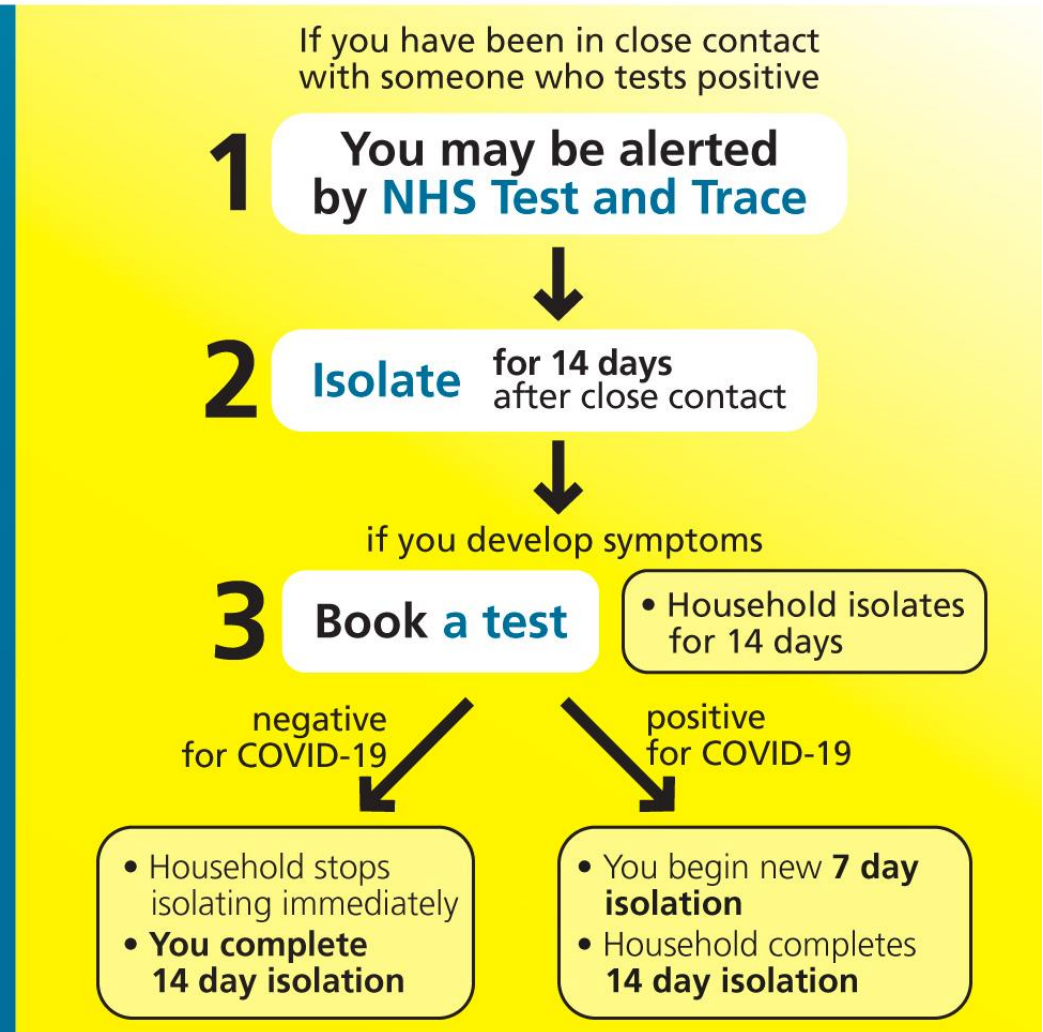 If you have been in close contact
with someone who tests positive
1
You may be alerted
by NHS Test and Trace
2
Isolate for 14 days
after close contact
if you develop symptoms
3
Book a test
• Household isolates
for 14 days
negative
for COVID-19
positive
for COVID-19
• Household stops
isolating immediately
• You complete
14 day isolation
• You begin new 7 day
isolation
• Household completes
14 day isolation